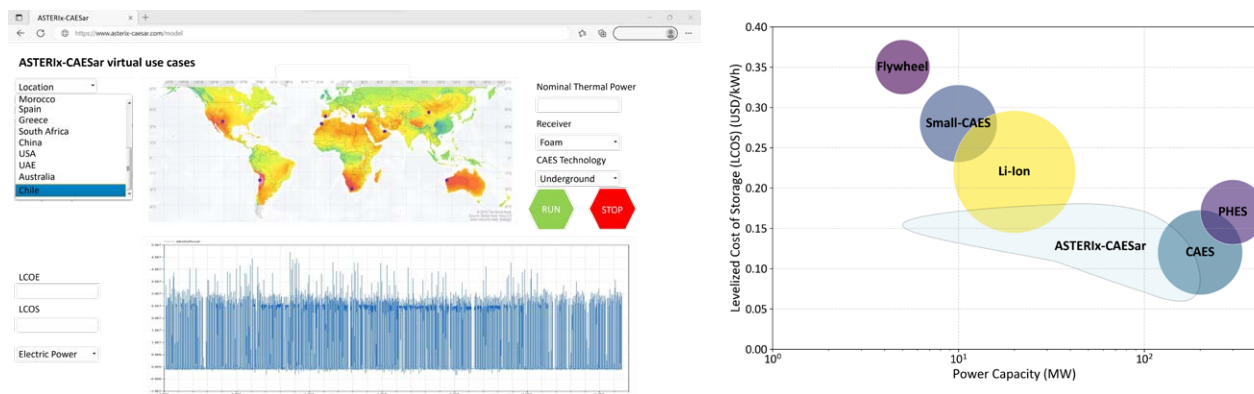 ASTERIx-CAESar
https://www.asterix-caesar.com/model
ASTERIx-CAESar virtual use cases
Location
Morocco
Spain
Greece
South Africa
China
USA
UAE
Australia
Chile
Nominal Thermal Power
Receiver
Foam
CAES Technology
Underground
RUN
STOP
LCOE
LCOS
Electric Power
Levelized Cost of Storage (LCOS) (USD/kWh)
0.40
0.35
0.30
0.25
0.20
0.15
0.10
0.05
0.00
Flywheel
Small-CAES
Li-Ion
PHES
ASTERIx-CAESar
CAES
10⁰
10¹
10²
Power Capacity (MW)